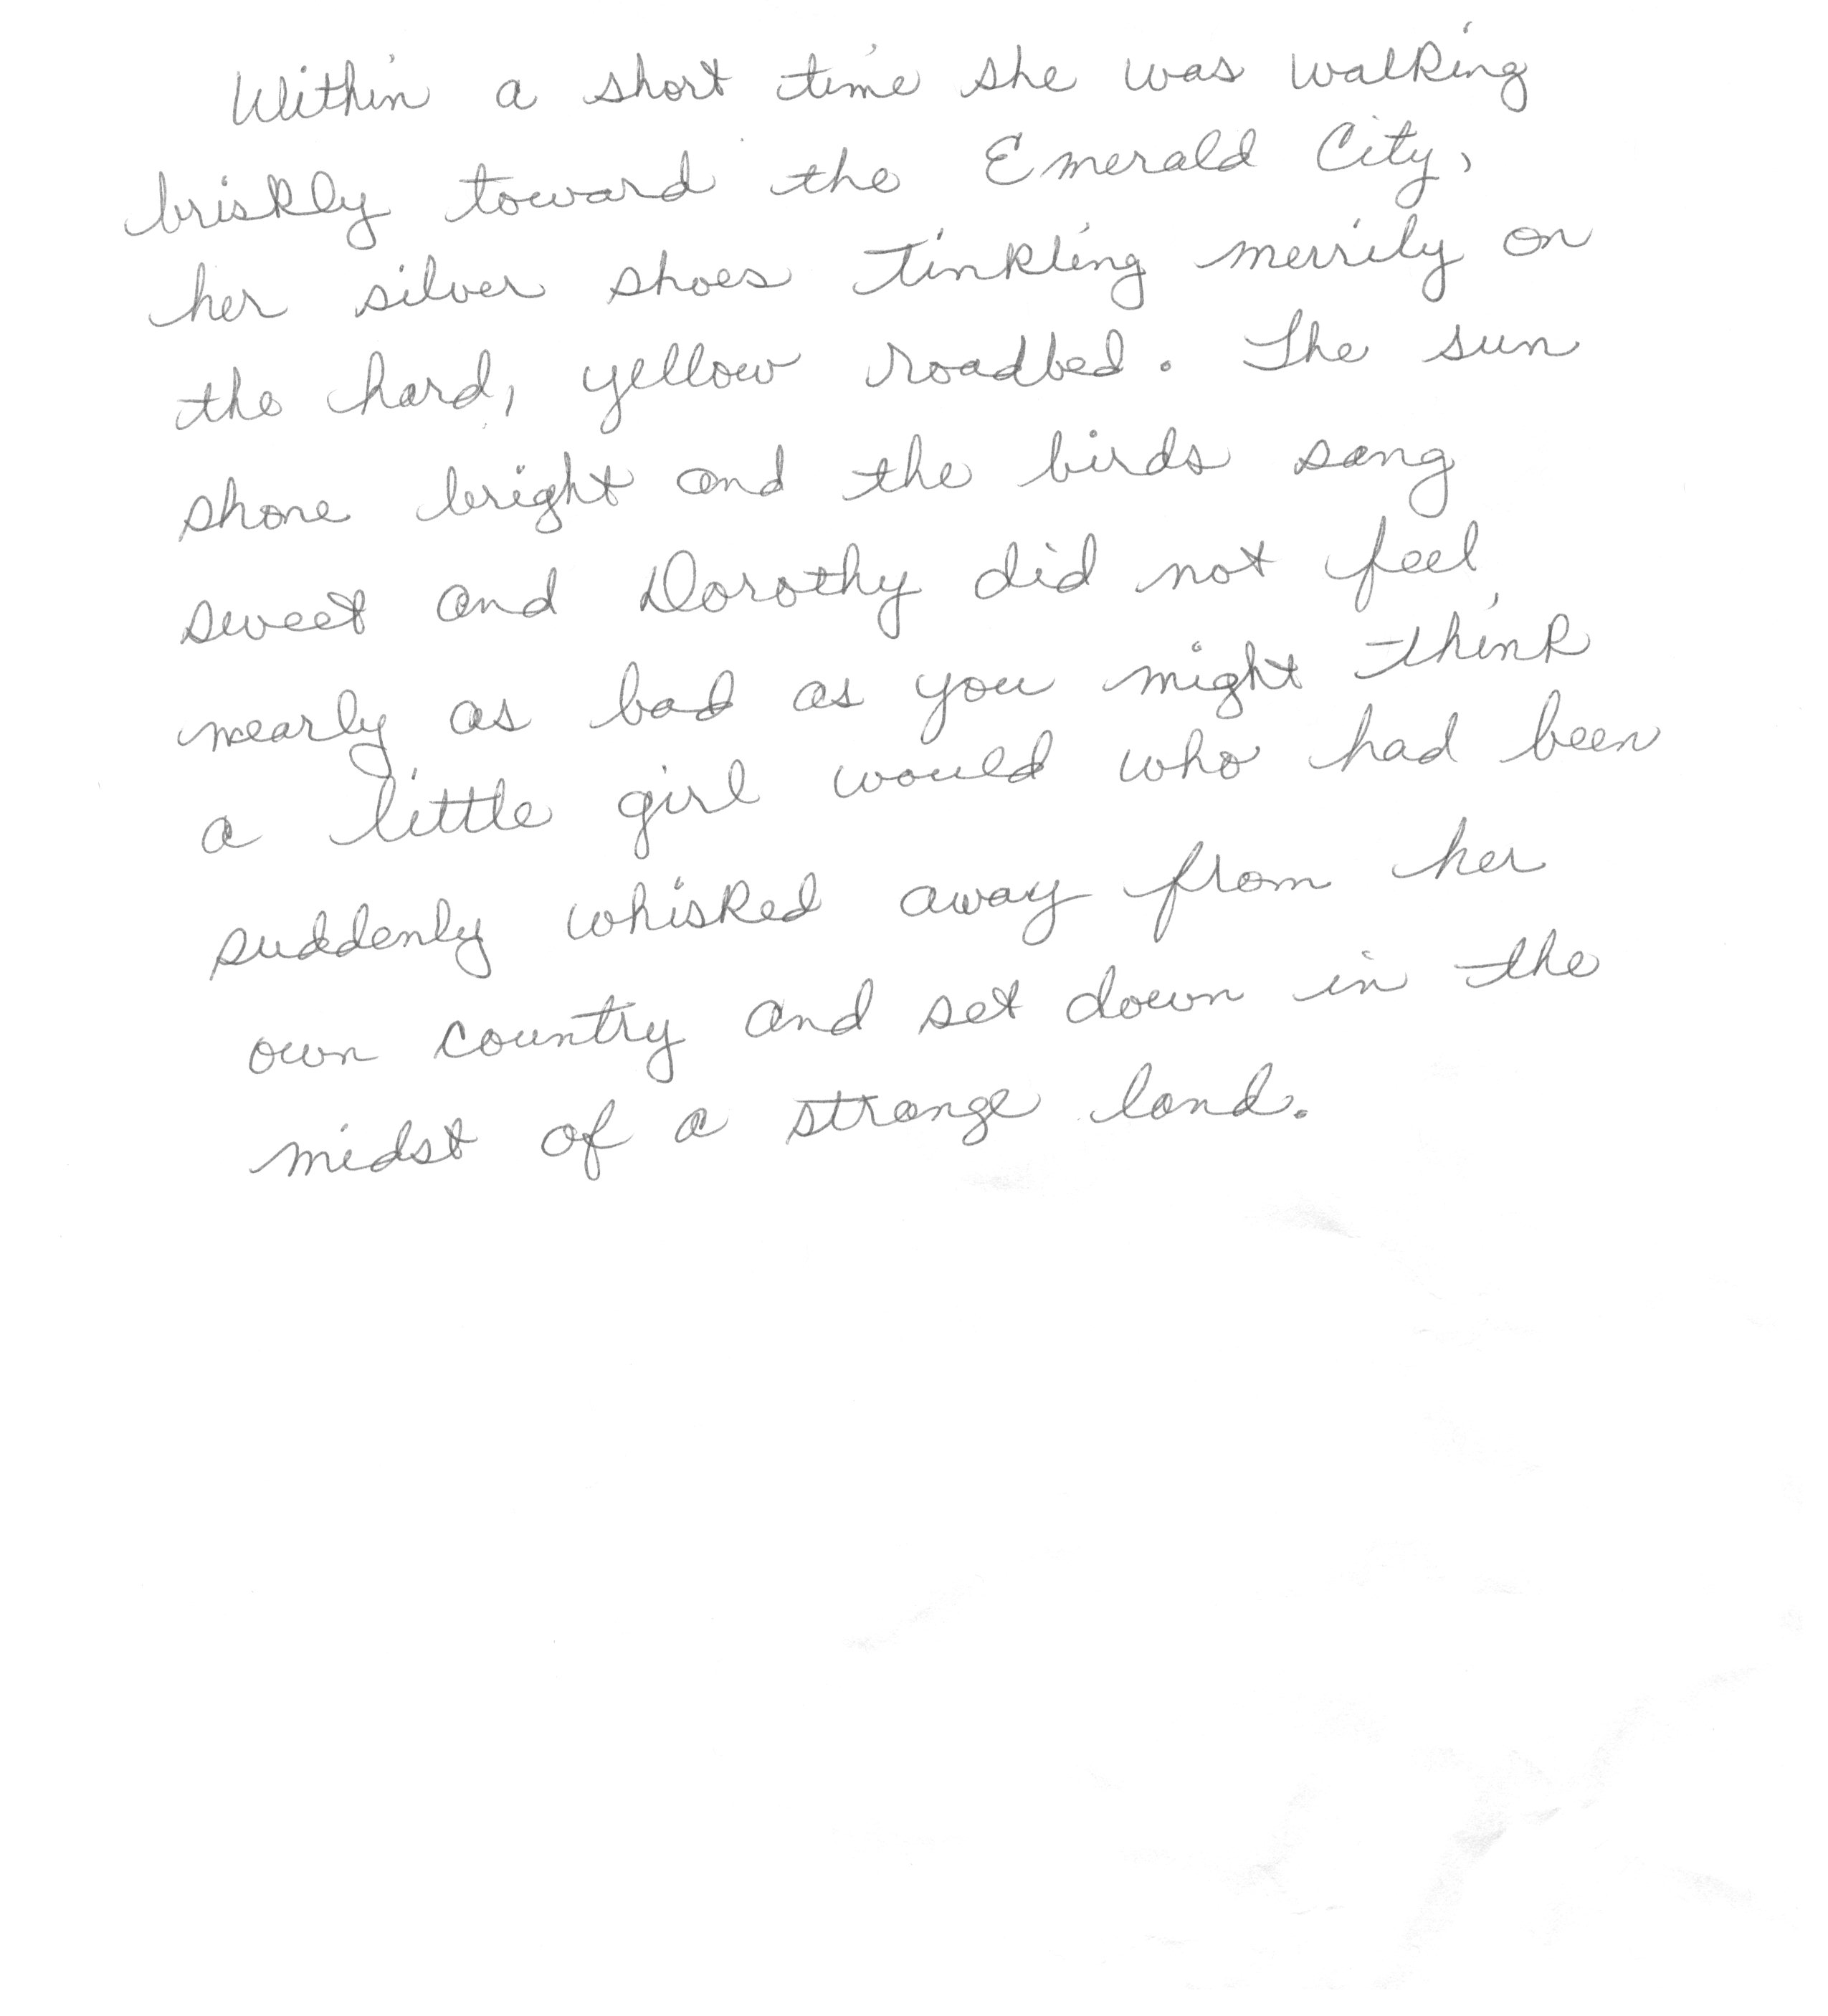 Within a short time she was walking
briskly toward the Emerald City,
her silver shoes tinkling merrily on
the hard, yellow roadbed. The sun
shone bright and the birds sang
sweet and Dorothy did not feel
nearly as bad as you might think
a little girl would who had been
suddenly whisked away from her
own country and set down in the
midst of a strange land.